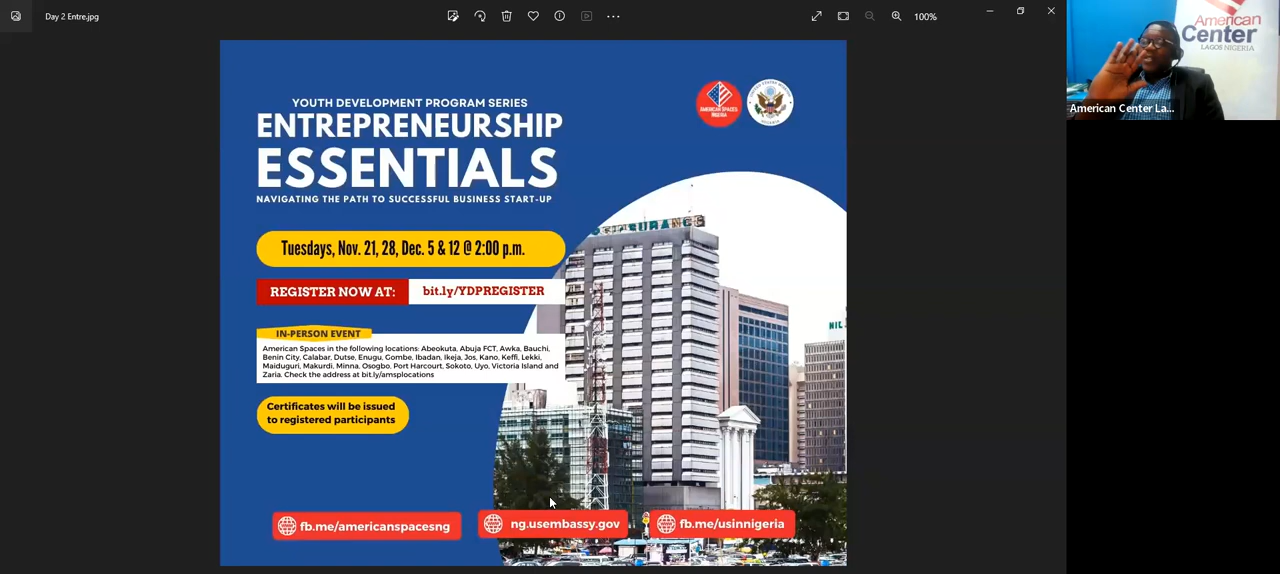 Day 2 Entre.jpg
100%
YOUTH DEVELOPMENT PROGRAM SERIES
ENTREPRENEURSHIP
ESSENTIALS
NAVIGATING THE PATH TO SUCCESSFUL BUSINESS START-UP
Tuesdays, Nov. 21, 28, Dec. 5 & 12 @ 2:00 p.m.
REGISTER NOW AT: bit.ly/YDPREGISTER
IN-PERSON EVENT
American Spaces in the following locations: Abeokuta, Abuja FCT, Awka, Bauchi,
Benin City, Calabar, Dutse, Enugu, Gombe, Ibadan, Ikeja, Jos, Kano, Keffi, Lekki,
Maiduguri, Makurdi, Minna, Osogbo, Port Harcourt, Sokoto, Uyo, Victoria Island and
Zaria. Check the address at bit.ly/amsplocations
Certificates will be issued
to registered participants
fb.me/americanspacesng
ng.usembassy.gov
fb.me/usinnigeria
AMERICAN SPACES
NIGERIA
American
Center
LAGOS NIGERIA
American Center La...